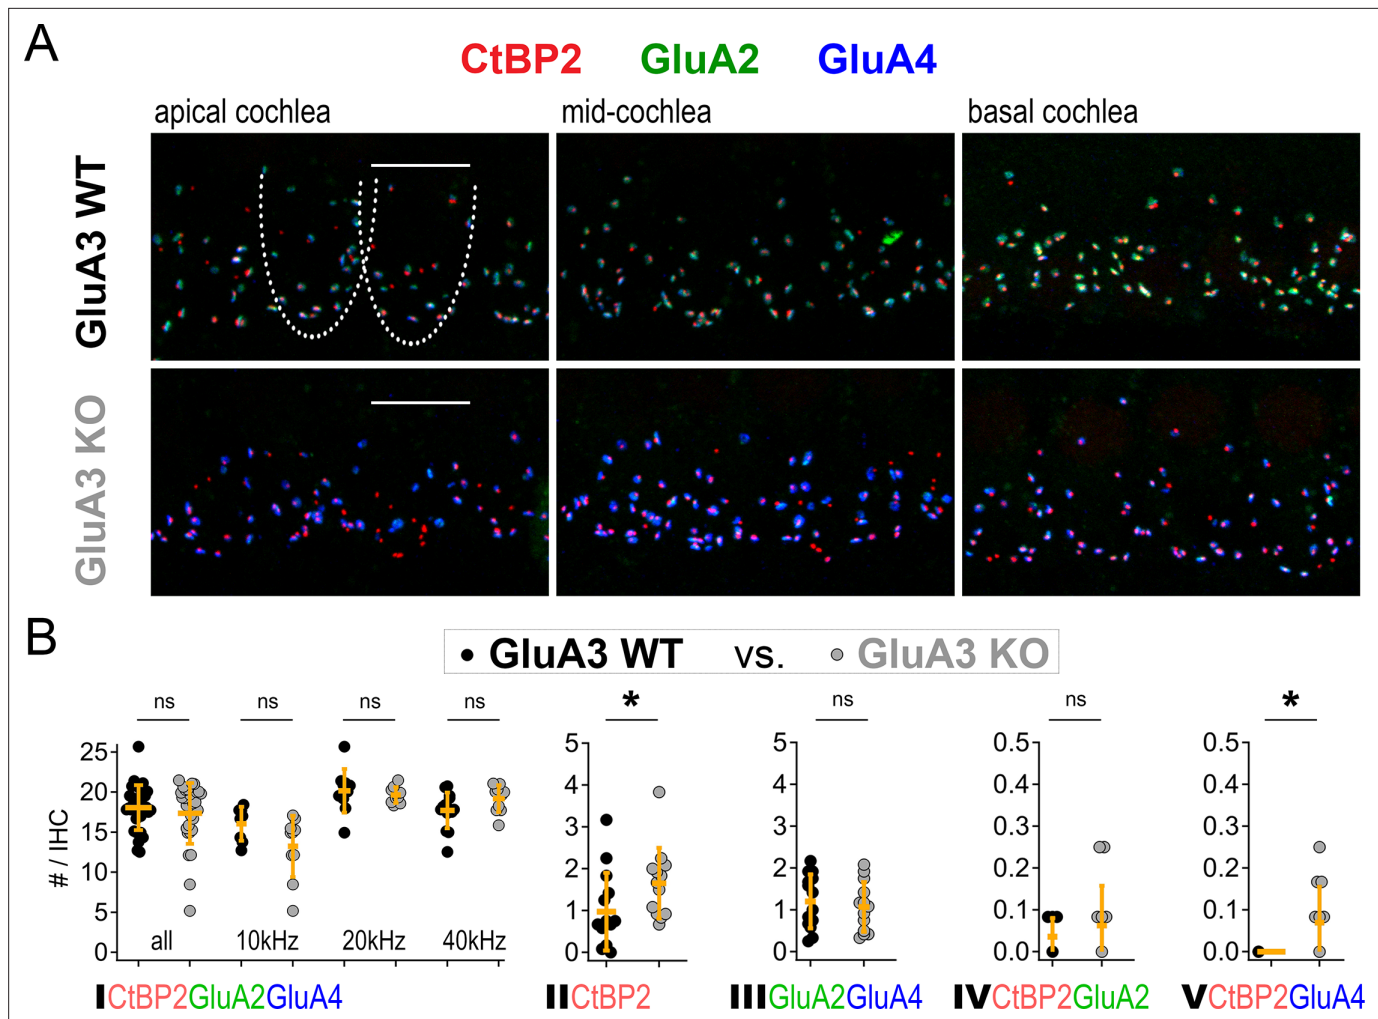 A
CtBP2 GluA2 GluA4
apical cochlea mid-cochlea basal cochlea
GluA3 WT
GluA3 KO
B
GluA3 WT vs. GluA3 KO
ns ns ns ns * ns ns *
# / IHC
25
20
15
10
5
0
all 10kHz 20kHz 40kHz
5
4
3
2
1
0
5
4
3
2
1
0
0.5
0.4
0.3
0.2
0.1
0.0
0.5
0.4
0.3
0.2
0.1
0.0
I CtBP2GluA2GluA4 II CtBP2 III GluA2GluA4 IV CtBP2GluA2 V CtBP2GluA4